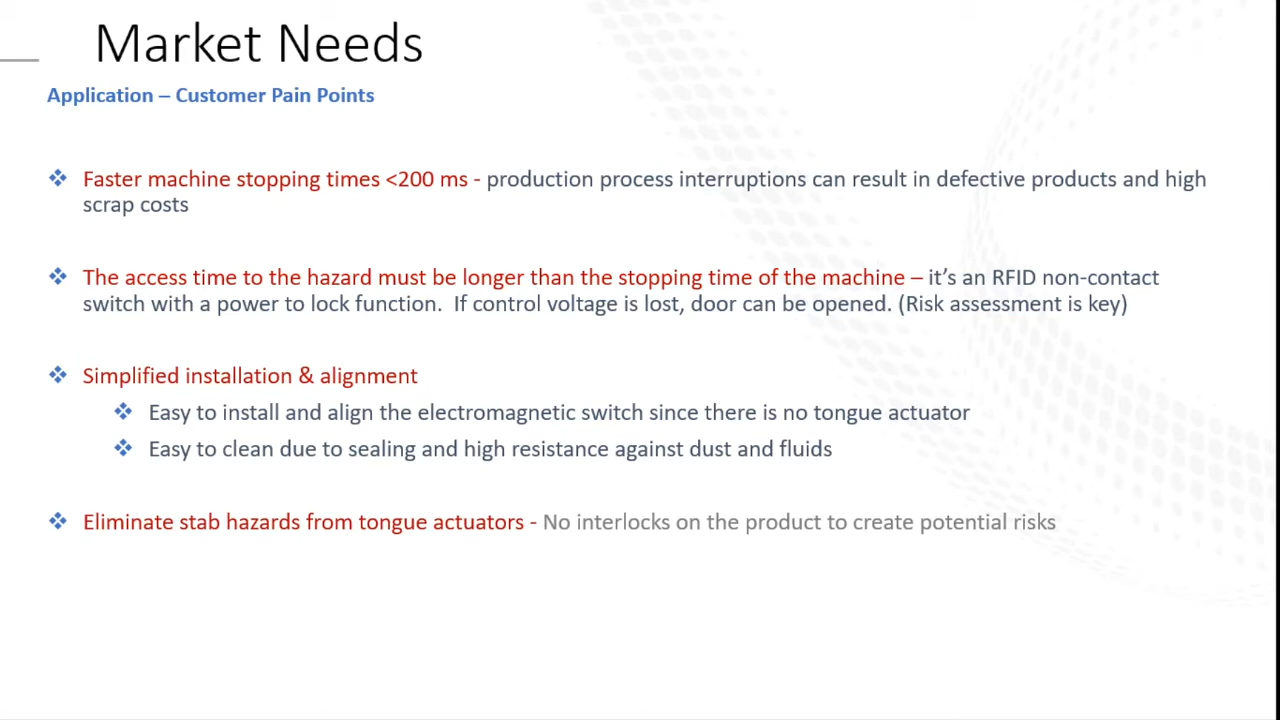 Market Needs
Application – Customer Pain Points
❖ Faster machine stopping times <200 ms - production process interruptions can result in defective products and high
scrap costs
❖ The access time to the hazard must be longer than the stopping time of the machine – it’s an RFID non-contact
switch with a power to lock function.  If control voltage is lost, door can be opened. (Risk assessment is key)
❖ Simplified installation & alignment
❖ Easy to install and align the electromagnetic switch since there is no tongue actuator
❖ Easy to clean due to sealing and high resistance against dust and fluids
❖ Eliminate stab hazards from tongue actuators - No interlocks on the product to create potential risks